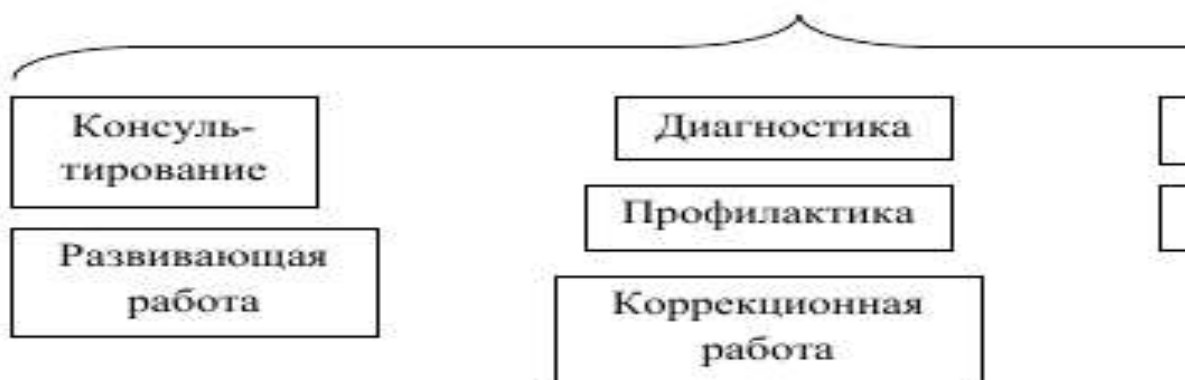 Консуль-
тирование
Развивающая
работа
Диагностика
Профилактика
Коррекционная
работа